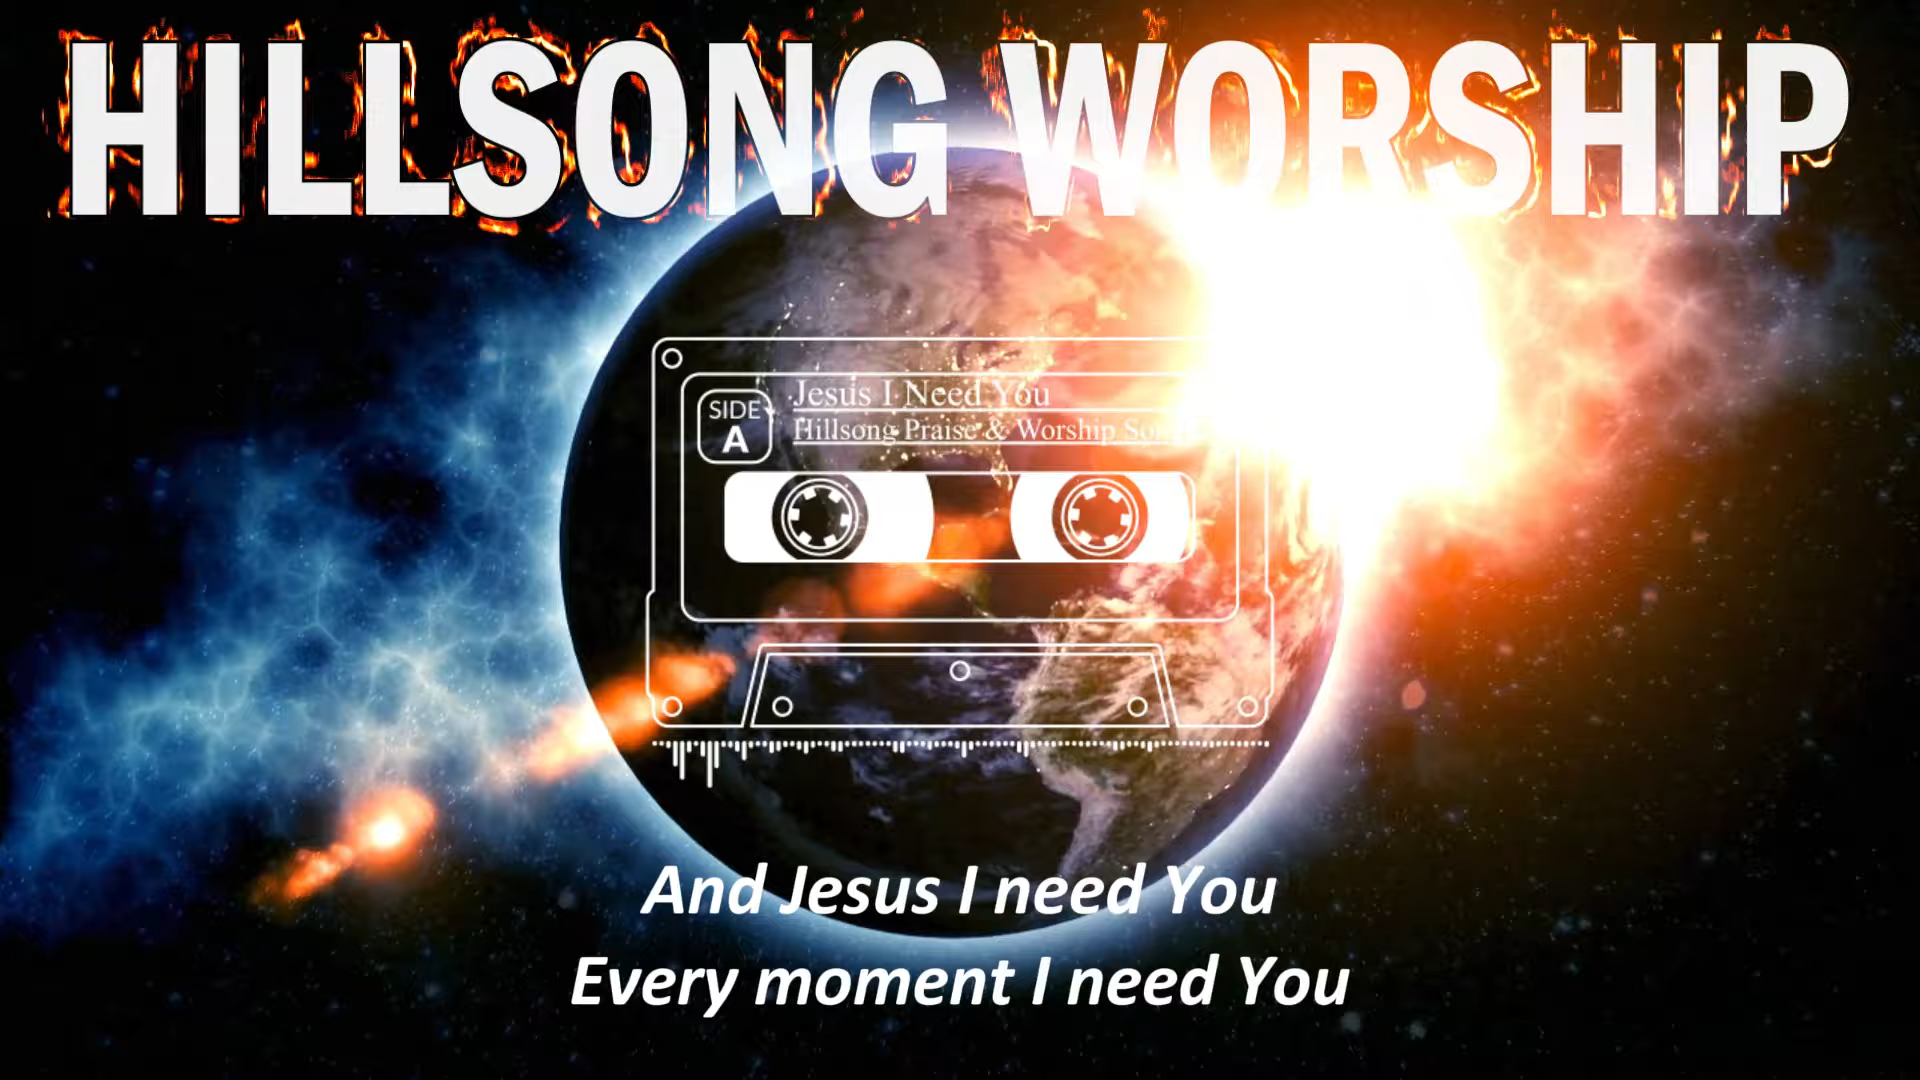 HILLSONG WORSHIP
Jesus I Need You
SIDE
A
Hillsong Praise & Worship
And Jesus I need You
Every moment I need You